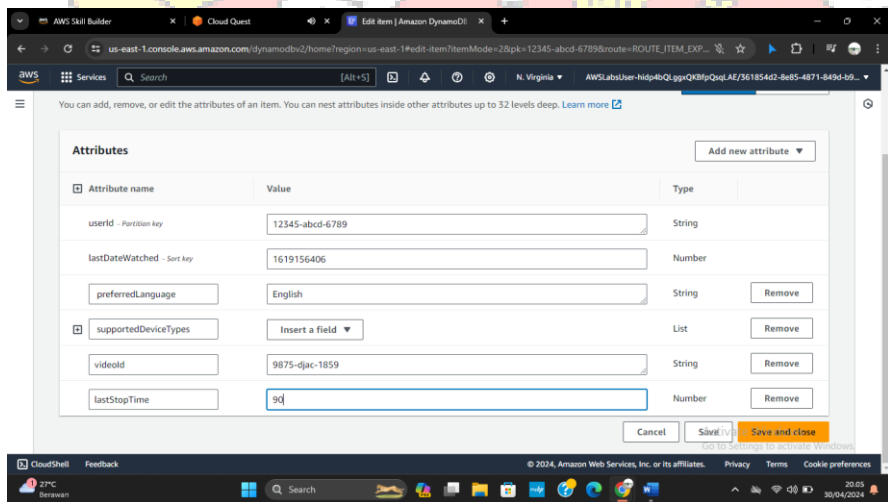 AWS Skill Builder
Cloud Quest
Edit item | Amazon DynamoDB
us-east-1.console.aws.amazon.com/dynamodbv2/home?region=us-east-1#edit-item?itemMode=2&pk=12345-abcd-6789&route=ROUTE_ITEM_EXP...
aws Services Search [Alt+S] N. Virginia AWSLabsUser-hidp4bQLggxQKBfpQsqLAE/361854d2-8e85-4871-849d-b9...
You can add, remove, or edit the attributes of an item. You can nest attributes inside other attributes up to 32 levels deep. Learn more
Attributes Add new attribute
Attribute name Value Type
userId - Partition key 12345-abcd-6789 String
lastDateWatched - Sort key 1619156406 Number
preferredLanguage English String Remove
supportedDeviceTypes Insert a field List Remove
videoId 9875-djac-1859 String Remove
lastStopTime 90 Number Remove
Cancel Save Save and close
Go to Settings to activate Windows.
CloudShell Feedback © 2024, Amazon Web Services, Inc. or its affiliates. Privacy Terms Cookie preferences
1 27°C Search 20.05
Berawan 30/04/2024